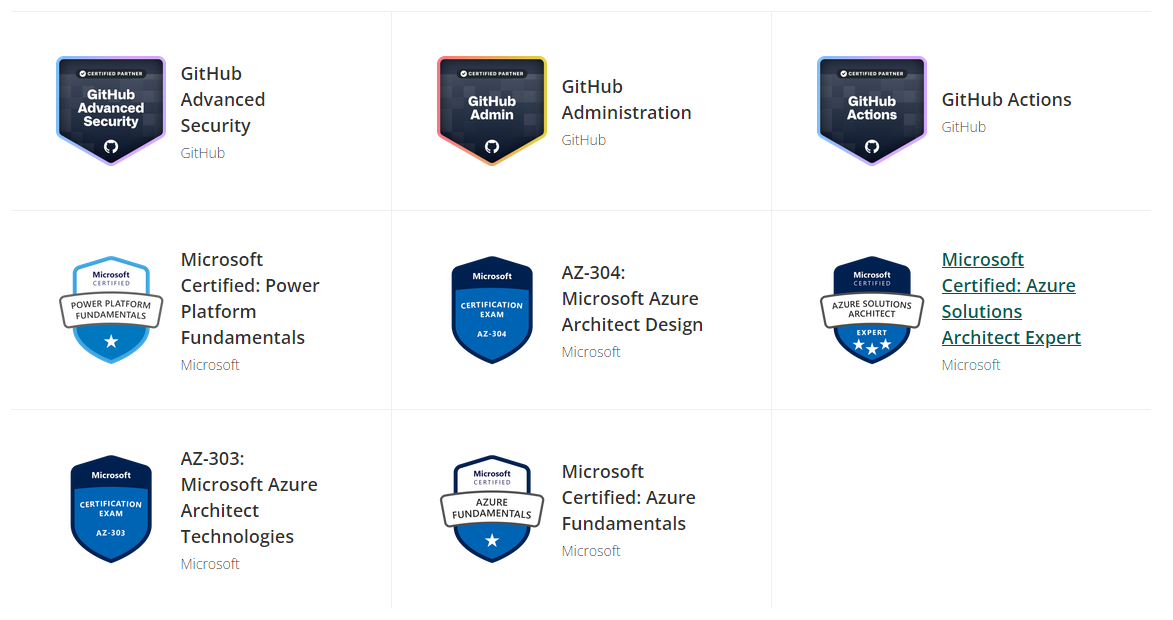 CERTIFIED PARTNER
GitHub
Advanced
Security
GitHub
Advanced
Security
GitHub
CERTIFIED PARTNER
GitHub
Admin
GitHub
Administration
GitHub
CERTIFIED PARTNER
GitHub
Actions
GitHub Actions
GitHub
Microsoft
CERTIFIED
POWER PLATFORM
FUNDAMENTALS
Microsoft
Certified: Power
Platform
Fundamentals
Microsoft
Microsoft
CERTIFICATION
EXAM
AZ-304
AZ-304:
Microsoft Azure
Architect Design
Microsoft
Microsoft
CERTIFIED
AZURE SOLUTIONS
ARCHITECT
EXPERT
Microsoft
Certified: Azure
Solutions
Architect Expert
Microsoft
Microsoft
CERTIFICATION
EXAM
AZ-303
AZ-303:
Microsoft Azure
Architect
Technologies
Microsoft
Microsoft
CERTIFIED
AZURE
FUNDAMENTALS
Microsoft
Certified: Azure
Fundamentals
Microsoft